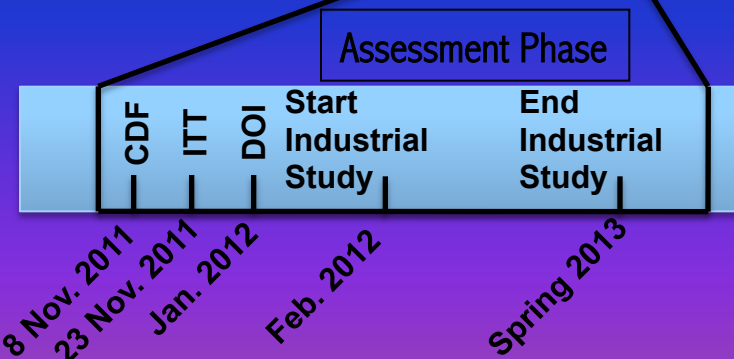 Assessment Phase
CDF
ITT
DOI
Start
Industrial
Study
End
Industrial
Study
8 Nov. 2011
23 Nov. 2011
Jan. 2012
Feb. 2012
Spring 2013